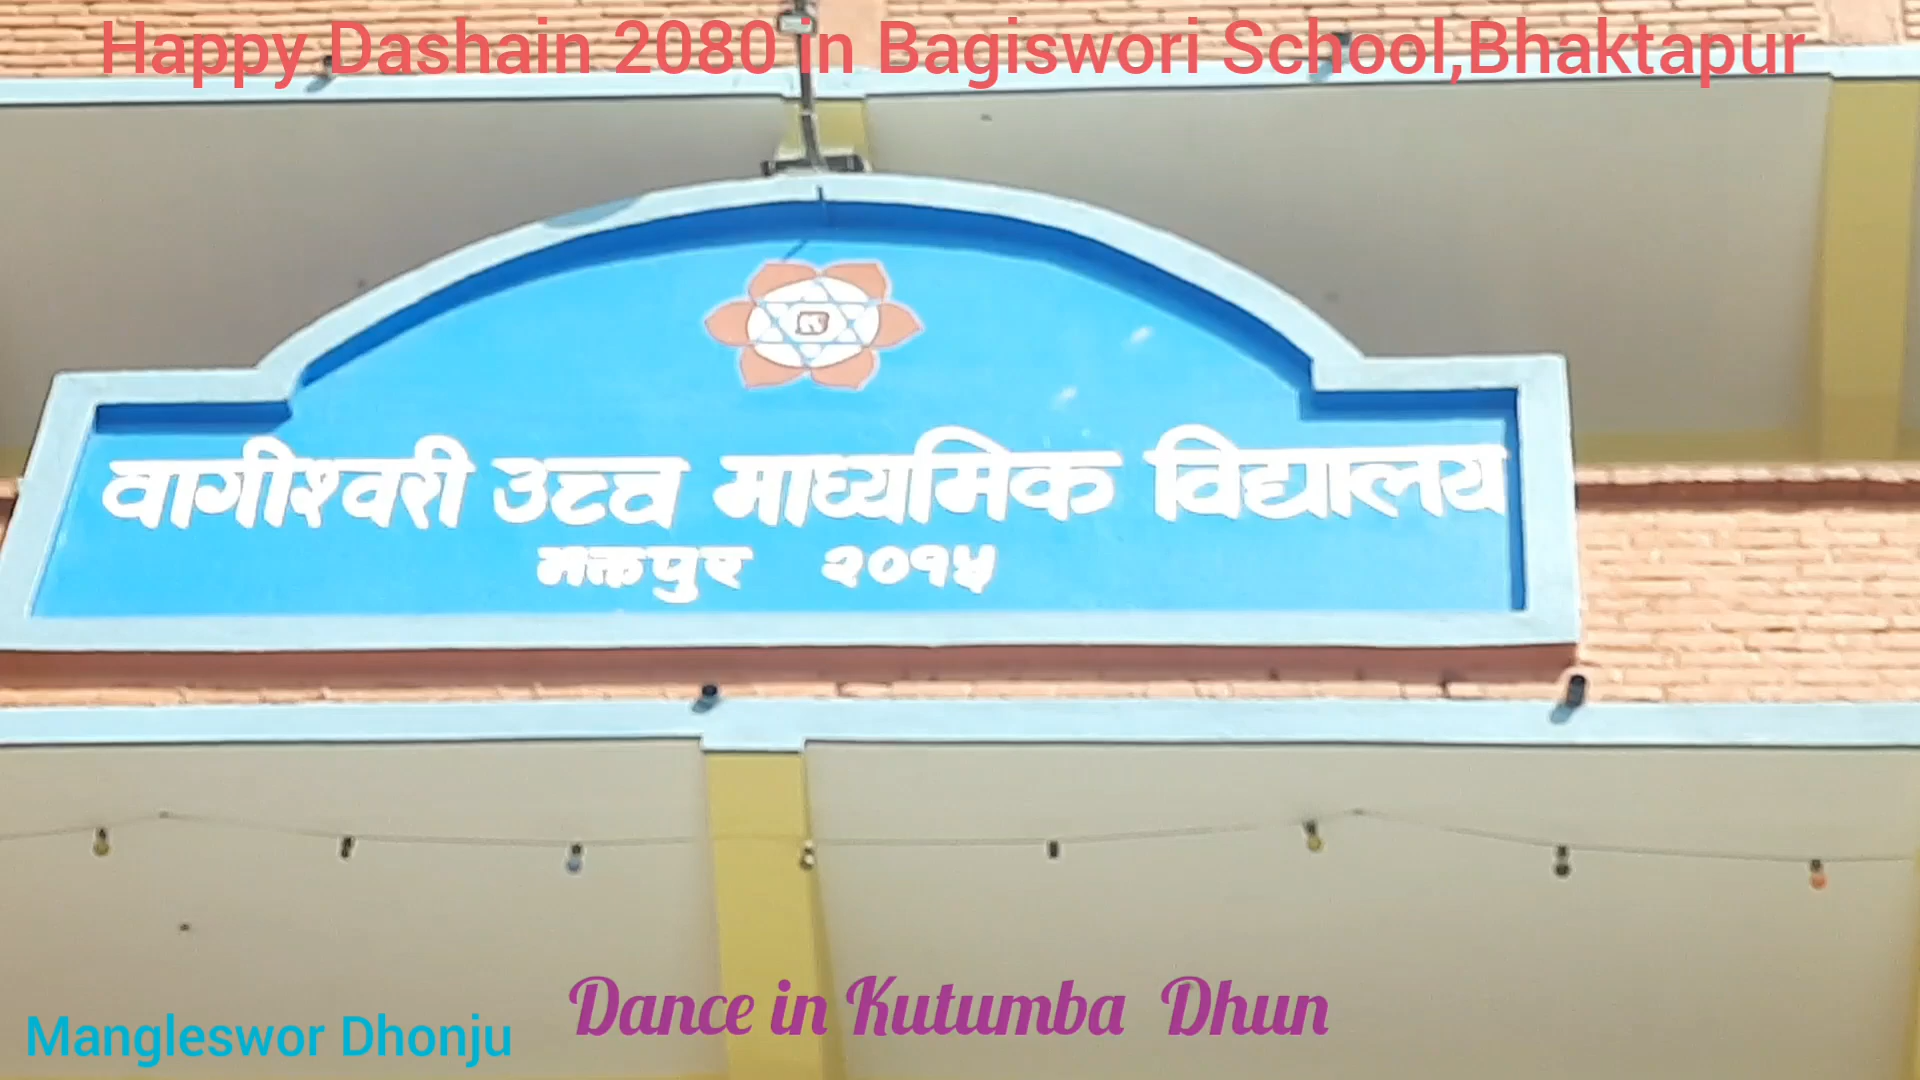 Happy Dashain 2080 in Bagiswori School,Bhaktapur
वागीश्वरी उच्च माध्यमिक विद्यालय
भक्तपुर २०१५
Dance in Kutumba Dhun
Mangleswor Dhonju